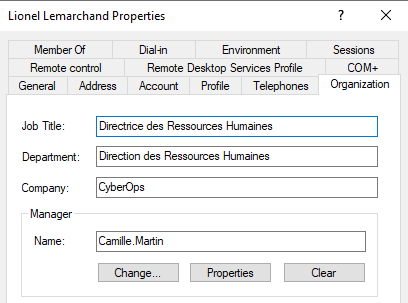 Lionel Lemarchand Properties ? ×
Member Of Dial-in Environment Sessions
Remote control Remote Desktop Services Profile COM+
General Address Account Profile Telephones Organization
Job Title: Directrice des Ressources Humaines
Department: Direction des Ressources Humaines
Company: CyberOps
Manager
Name: Camille.Martin
Change... Properties Clear